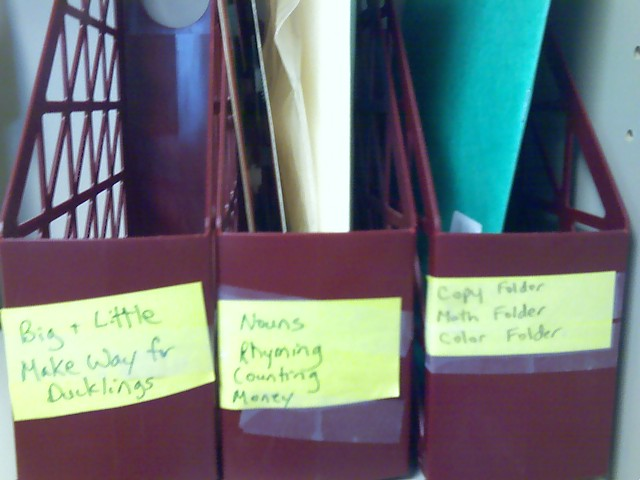 Big + Little
Make Way for
Ducklings
Nouns
Rhyming
Counting
Money
Copy Folder
Math Folder
Color Folder